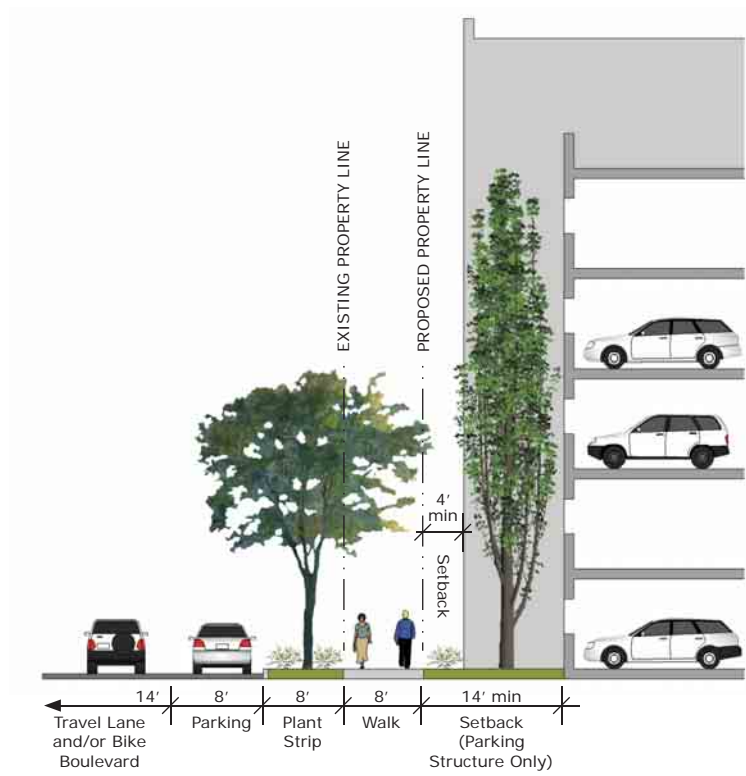 EXISTING PROPERTY LINE
PROPOSED PROPERTY LINE
4'
min
Setback
14'
8'
8'
8'
14' min
Travel Lane
and/or Bike
Boulevard
Parking
Plant
Strip
Walk
Setback
(Parking
Structure Only)